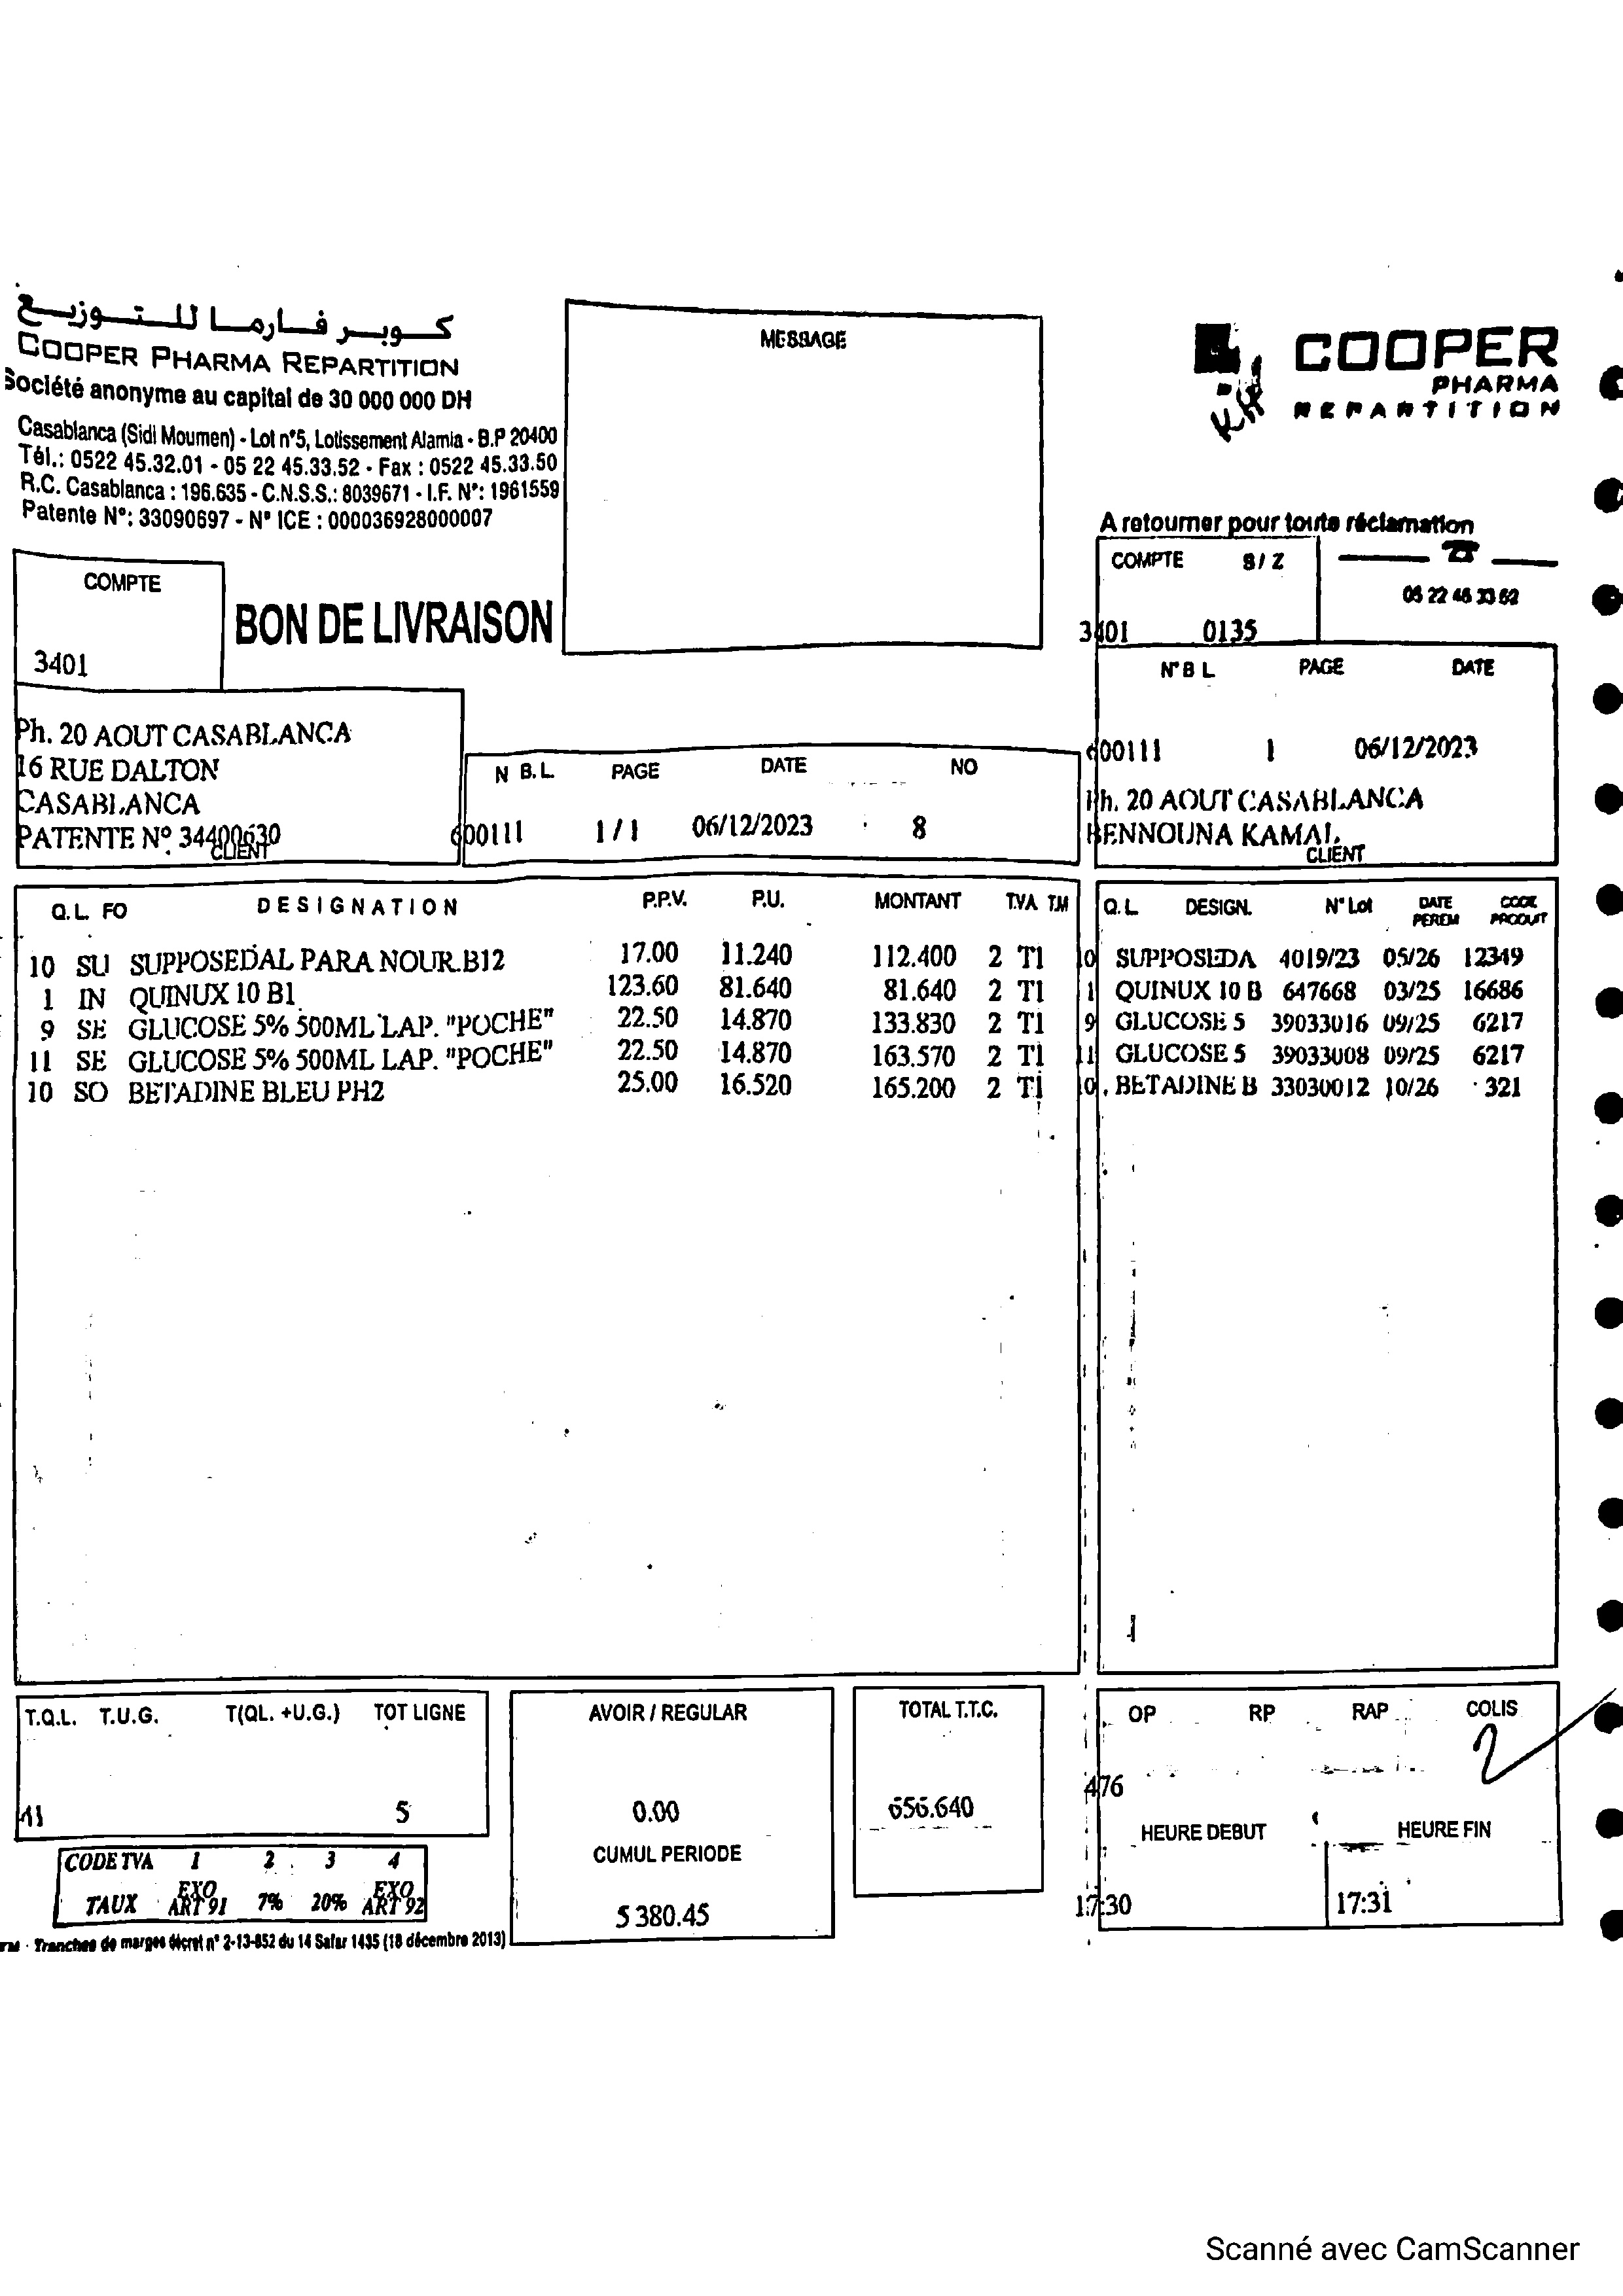 كوبر فارما للتوزيع
COOPER PHARMA REPARTITION
Société anonyme au capital de 30 000 000 DH
Casablanca (Sidi Moumen) - Lot n°5, Lotissement Alamia - B.P 20400
Tél.: 0522 45.32.01 - 05 22 45.33.52 - Fax : 0522 45.33.50
R.C. Casablanca : 196.635 - C.N.S.S.: 8039671 - I.F. N°: 1961559
Patente N°: 33090697 - N° ICE : 000036928000007
MESSAGE
COOPER
PHARMA
REPARTITION
A retourner pour toute réclamation
COMPTE S / Z
05 22 45 33 52
3401 0135
COMPTE
3401
BON DE LIVRAISON
N° B L PAGE DATE
600111 1 06/12/2023
Ph. 20 AOUT CASABLANCA
BENNOUNA KAMAL
CLIENT
Ph. 20 AOUT CASABLANCA
16 RUE DALTON
CASABLANCA
PATENTE N° 34400630
CLIENT
N B.L PAGE DATE NO
600111 1 / 1 06/12/2023 8
Q.L FO DESIGNATION P.P.V. P.U. MONTANT T.VA T.M
10 SU SUPPOSEDAL PARA NOUR.B12 17.00 11.240 112.400 2 T1
1 IN QUINUX 10 B1 123.60 81.640 81.640 2 T1
9 SE GLUCOSE 5% 500ML LAP. "POCHE" 22.50 14.870 133.830 2 T1
11 SE GLUCOSE 5% 500ML LAP. "POCHE" 22.50 14.870 163.570 2 T1
10 SO BETADINE BLEU PH2 25.00 16.520 165.200 2 T1
Q.L DESIGN. N° Lot DATE PEREM CODE PRODUIT
10 SUPPOSEDA 4019/23 05/26 12349
1 QUINUX 10 B 647668 03/25 16686
9 GLUCOSE 5 39033016 09/25 6217
11 GLUCOSE 5 39033008 09/25 6217
10 BETADINE B 33030012 10/26 321
T.Q.L. T.U.G. T(QL. +U.G.) TOT LIGNE
41 5
AVOIR / REGULAR
0.00
CUMUL PERIODE
5 380.45
TOTAL T.T.C.
656.640
OP RP RAP COLIS
2
476
HEURE DEBUT HEURE FIN
17:30 17:31
CODE TVA 1 2 3 4
TAUX EXO ART 91 7% 20% EXO ART 92
Tranches de marges décret n° 2-13-852 du 14 Safar 1435 (18 décembre 2013)
Scanné avec CamScanner